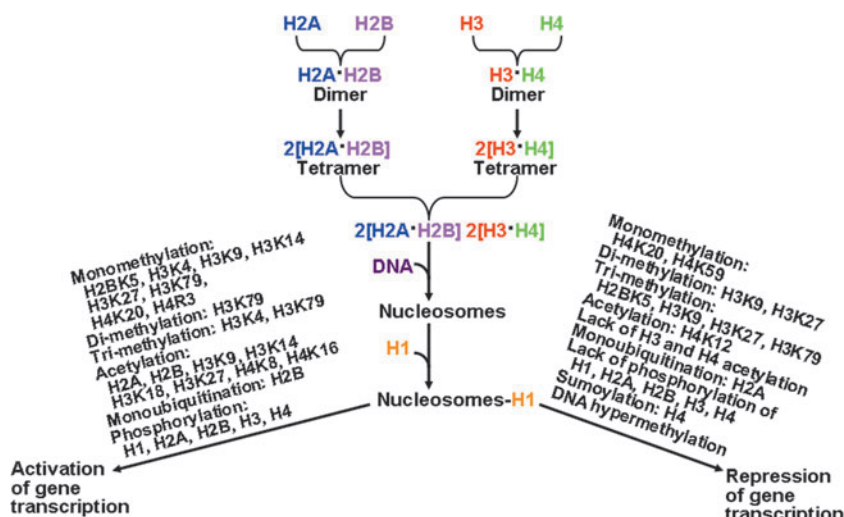 H2A H2B H3 H4
H2A·H2B H3·H4
Dimer Dimer
2[H2A·H2B] 2[H3·H4]
Tetramer Tetramer
2[H2A·H2B] 2[H3·H4]
DNA
Nucleosomes
H1
Nucleosomes-H1
Monomethylation:
H2BK5, H3K4, H3K9, H3K14
H3K27, H3K79,
H4K20, H4R3
Di-methylation: H3K79
Tri-methylation: H3K4, H3K79
Acetylation:
H2A, H2B, H3K9, H3K14
H3K18, H3K27, H4K8, H4K16
Monoubiquitination: H2B
Phosphorylation:
H1, H2A, H2B, H3, H4
Activation
of gene
transcription
Monomethylation:
H4K20, H4K59
Di-methylation: H3K9, H3K27
Tri-methylation:
H2BK5, H3K9, H3K27, H3K79
Acetylation: H4K12
Lack of H3 and H4 acetylation
Monoubiquitination: H2A
Lack of phosphorylation of
H1, H2A, H2B, H3, H4
Sumoylation: H4
DNA hypermethylation
Repression
of gene
transcription